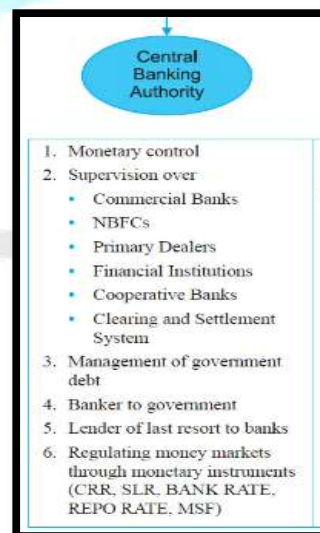 Central
Banking
Authority
1. Monetary control
2. Supervision over
• Commercial Banks
• NBFCs
• Primary Dealers
• Financial Institutions
• Cooperative Banks
• Clearing and Settlement
System
3. Management of government
debt
4. Banker to government
5. Lender of last resort to banks
6. Regulating money markets
through monetary instruments
(CRR, SLR, BANK RATE,
REPO RATE, MSF)